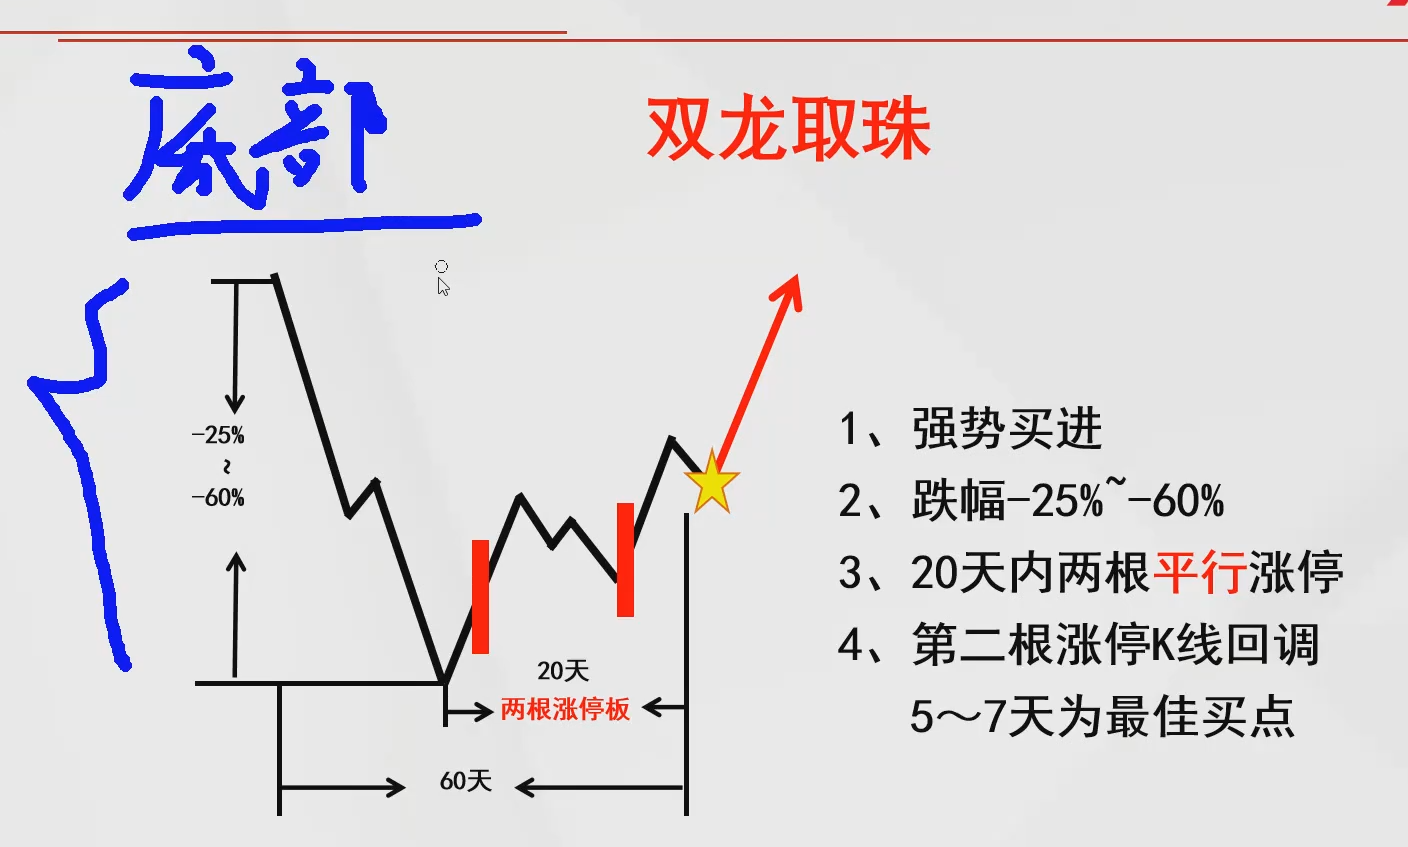 底部
双龙取珠
-25%
~
-60%
1、强势买进
2、跌幅-25%~-60%
3、20天内两根平行涨停
4、第二根涨停K线回调
5～7天为最佳买点
20天
两根涨停板
60天